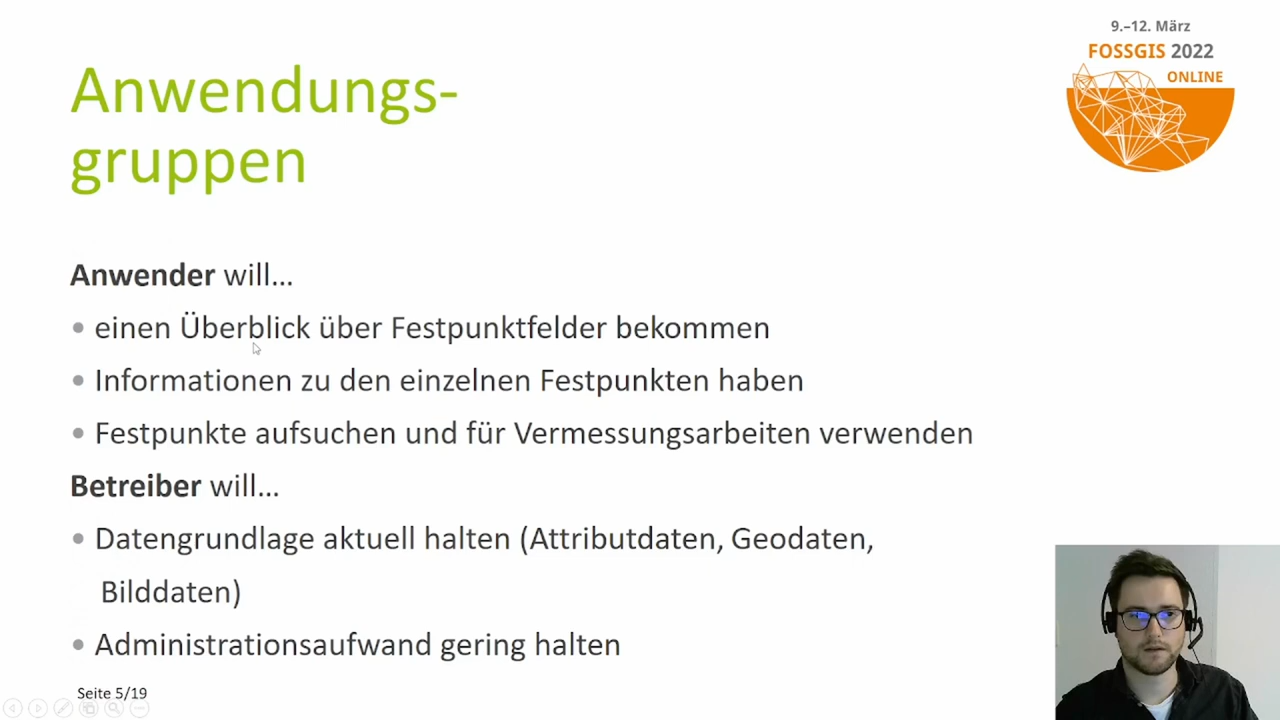 9.–12. März
FOSSGIS 2022
ONLINE
Anwendungs-
gruppen
Anwender will...
• einen Überblick über Festpunktfelder bekommen
• Informationen zu den einzelnen Festpunkten haben
• Festpunkte aufsuchen und für Vermessungsarbeiten verwenden
Betreiber will...
• Datengrundlage aktuell halten (Attributdaten, Geodaten,
Bilddaten)
• Administrationsaufwand gering halten
Seite 5/19